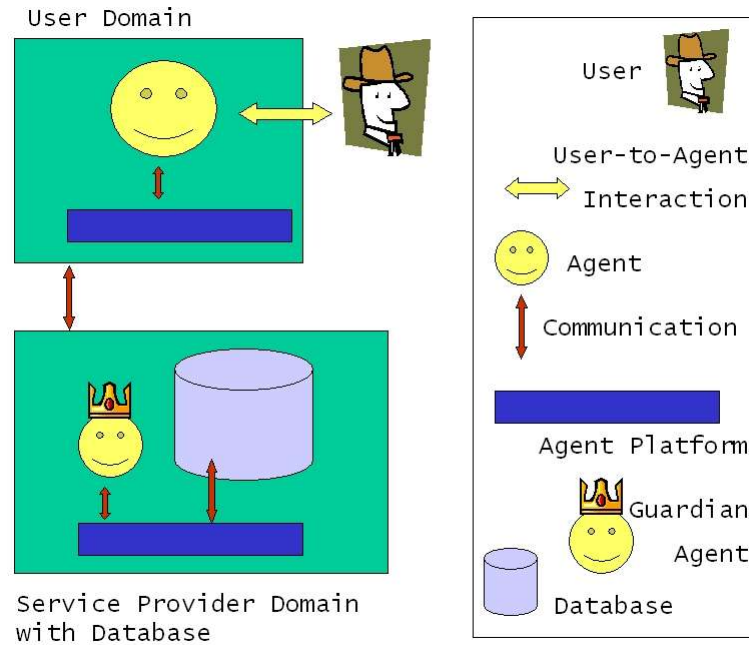 User Domain
Service Provider Domain
with Database
User
User-to-Agent
Interaction
Agent
Communication
Agent Platform
Guardian
Agent
Database